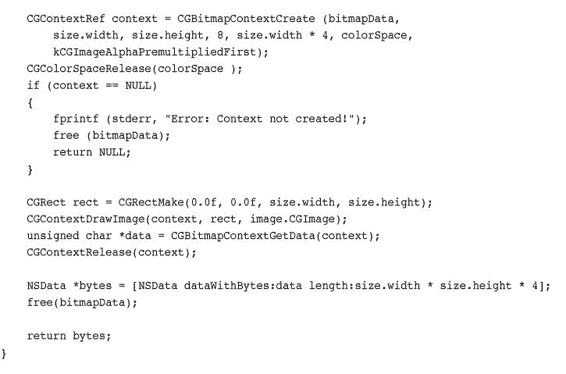 CGContextRef context = CGBitmapContextCreate (bitmapData,
size.width, size.height, 8, size.width * 4, colorSpace,
kCGImageAlphaPremultipliedFirst);
CGColorSpaceRelease(colorSpace );
if (context == NULL)
{
fprintf (stderr, "Error: Context not created!");
free (bitmapData);
return NULL;
}
CGRect rect = CGRectMake(0.0f, 0.0f, size.width, size.height);
CGContextDrawImage(context, rect, image.CGImage);
unsigned char *data = CGBitmapContextGetData(context);
CGContextRelease(context);
NSData *bytes = [NSData dataWithBytes:data length:size.width * size.height * 4];
free(bitmapData);
return bytes;
}